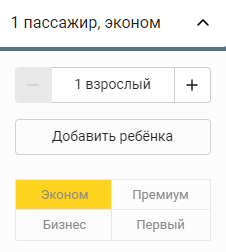 1 пассажир, эконом
1 взрослый
Добавить ребёнка
Эконом Премиум
Бизнес Первый